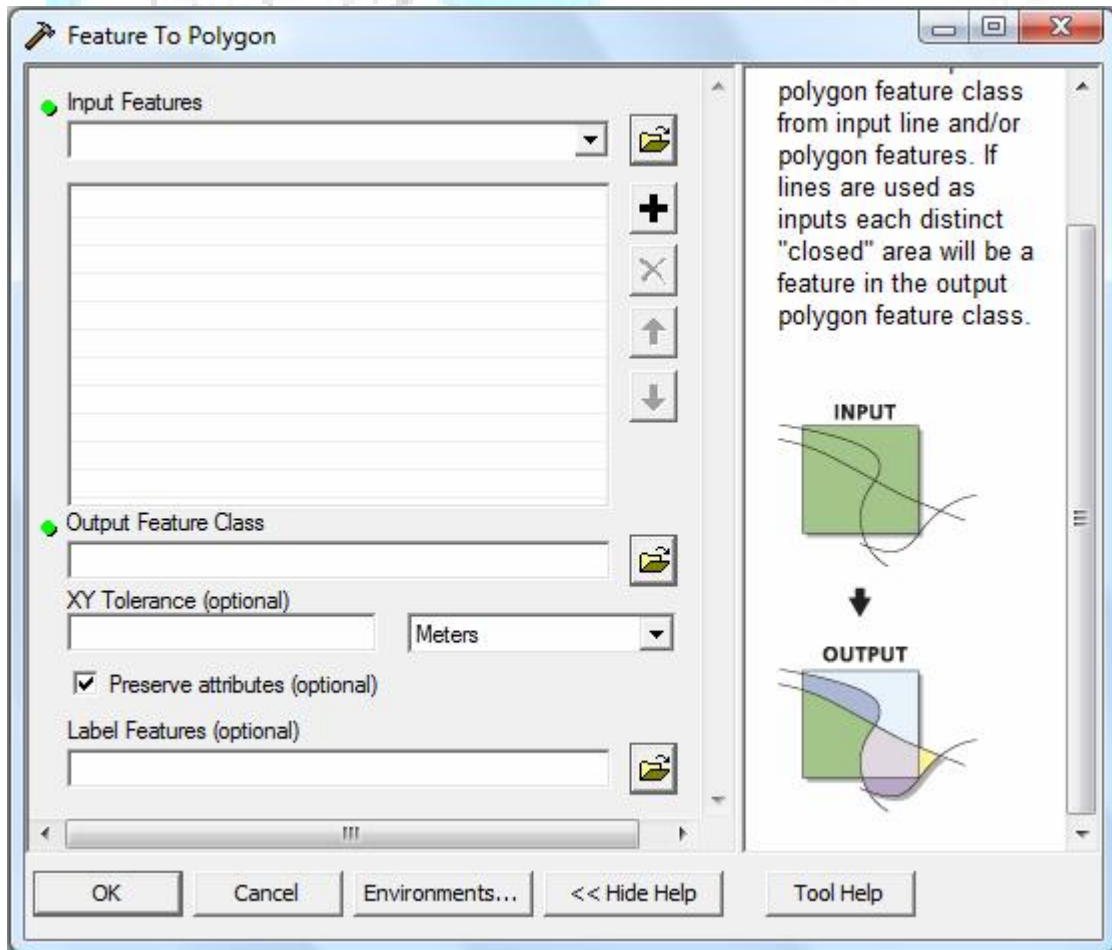 Feature To Polygon
Input Features
Output Feature Class
XY Tolerance (optional)
Meters
Preserve attributes (optional)
Label Features (optional)
polygon feature class
from input line and/or
polygon features. If
lines are used as
inputs each distinct
"closed" area will be a
feature in the output
polygon feature class.
INPUT
OUTPUT
OK
Cancel
Environments...
<< Hide Help
Tool Help